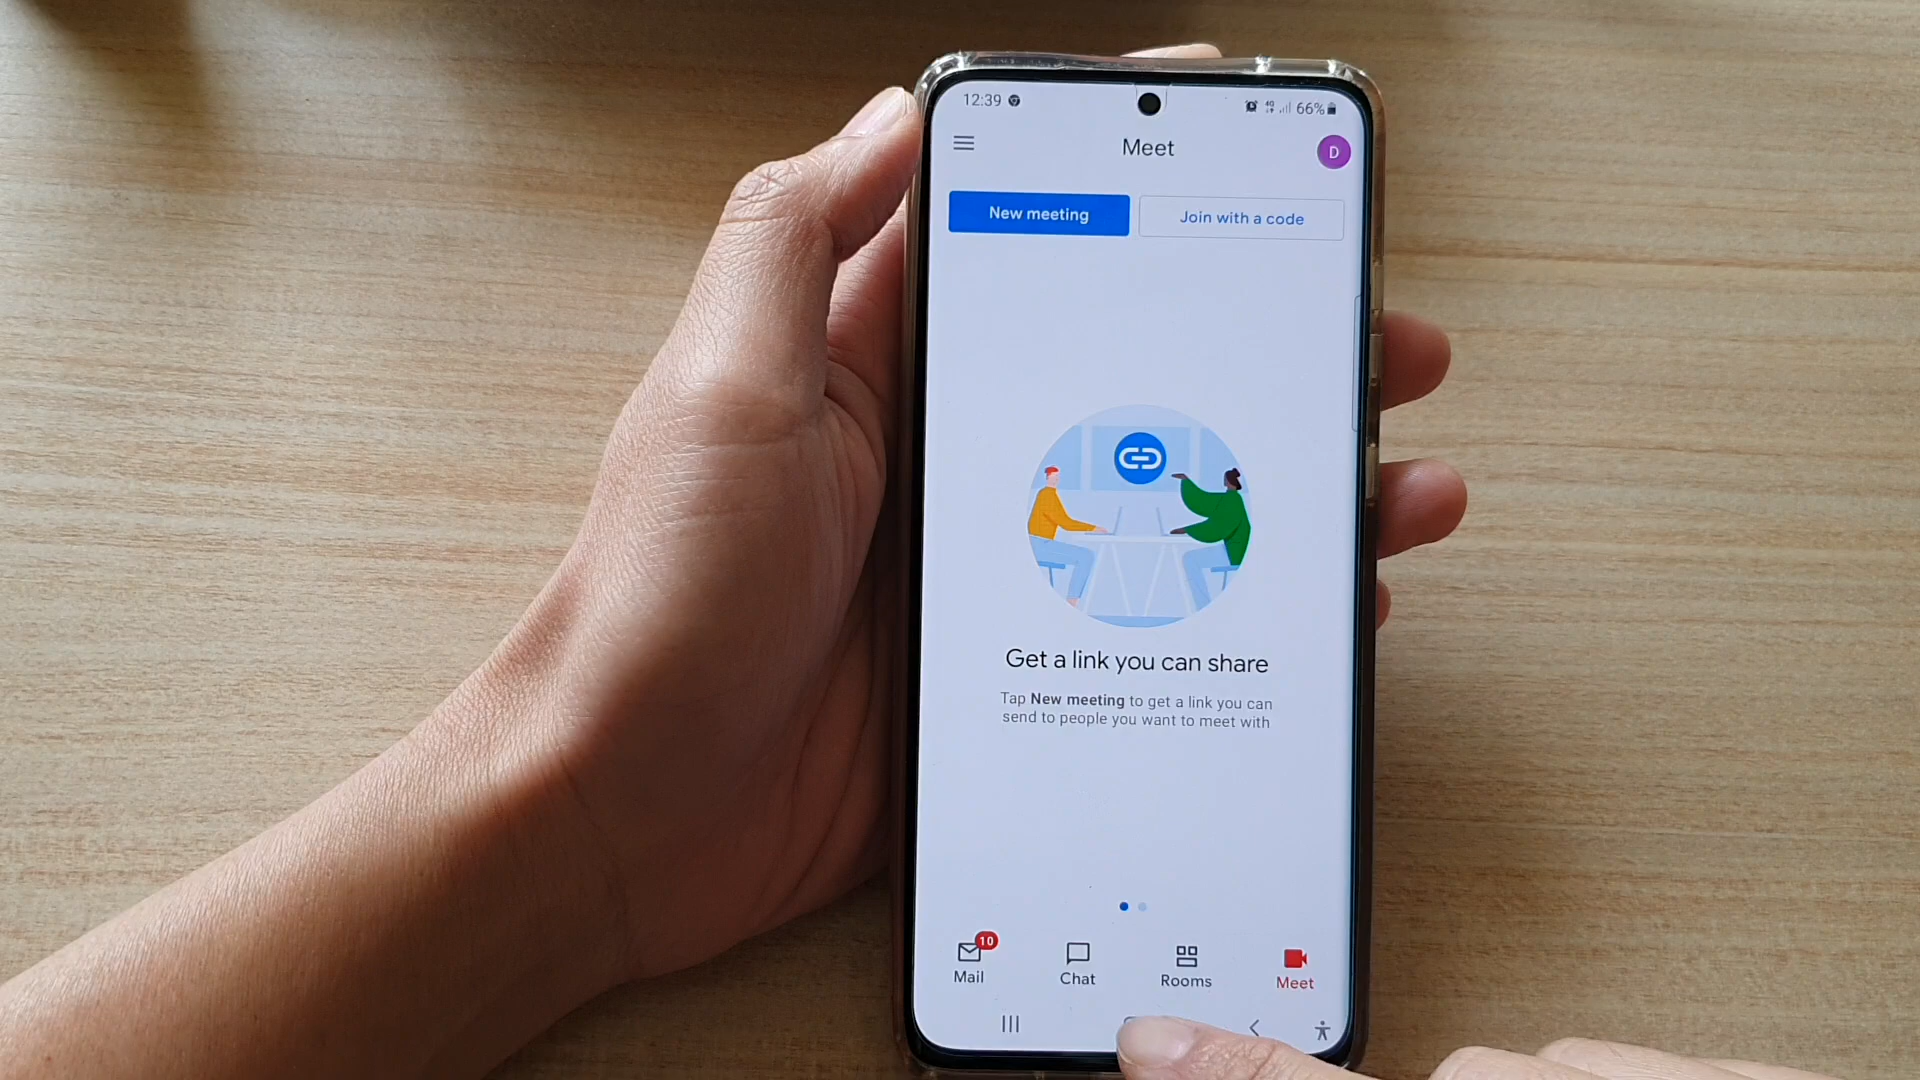 12:39
4G 66%
Meet
D
New meeting
Join with a code
Get a link you can share
Tap New meeting to get a link you can
send to people you want to meet with
10
Mail
Chat
Rooms
Meet